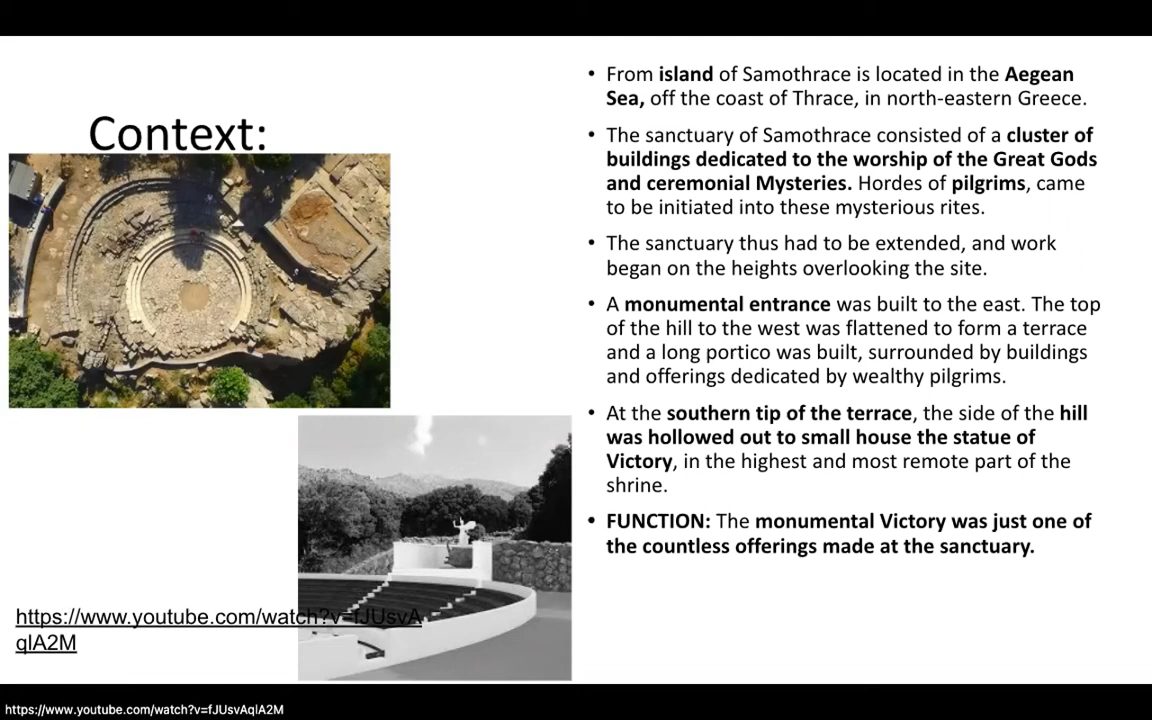 Context:
https://www.youtube.com/watch?v=fJUsvA
qIA2M
• From island of Samothrace is located in the Aegean
Sea, off the coast of Thrace, in north-eastern Greece.
• The sanctuary of Samothrace consisted of a cluster of
buildings dedicated to the worship of the Great Gods
and ceremonial Mysteries. Hordes of pilgrims, came
to be initiated into these mysterious rites.
• The sanctuary thus had to be extended, and work
began on the heights overlooking the site.
• A monumental entrance was built to the east. The top
of the hill to the west was flattened to form a terrace
and a long portico was built, surrounded by buildings
and offerings dedicated by wealthy pilgrims.
• At the southern tip of the terrace, the side of the hill
was hollowed out to small house the statue of
Victory, in the highest and most remote part of the
shrine.
• FUNCTION: The monumental Victory was just one of
the countless offerings made at the sanctuary.
https://www.youtube.com/watch?v=fJUsvAqIA2M